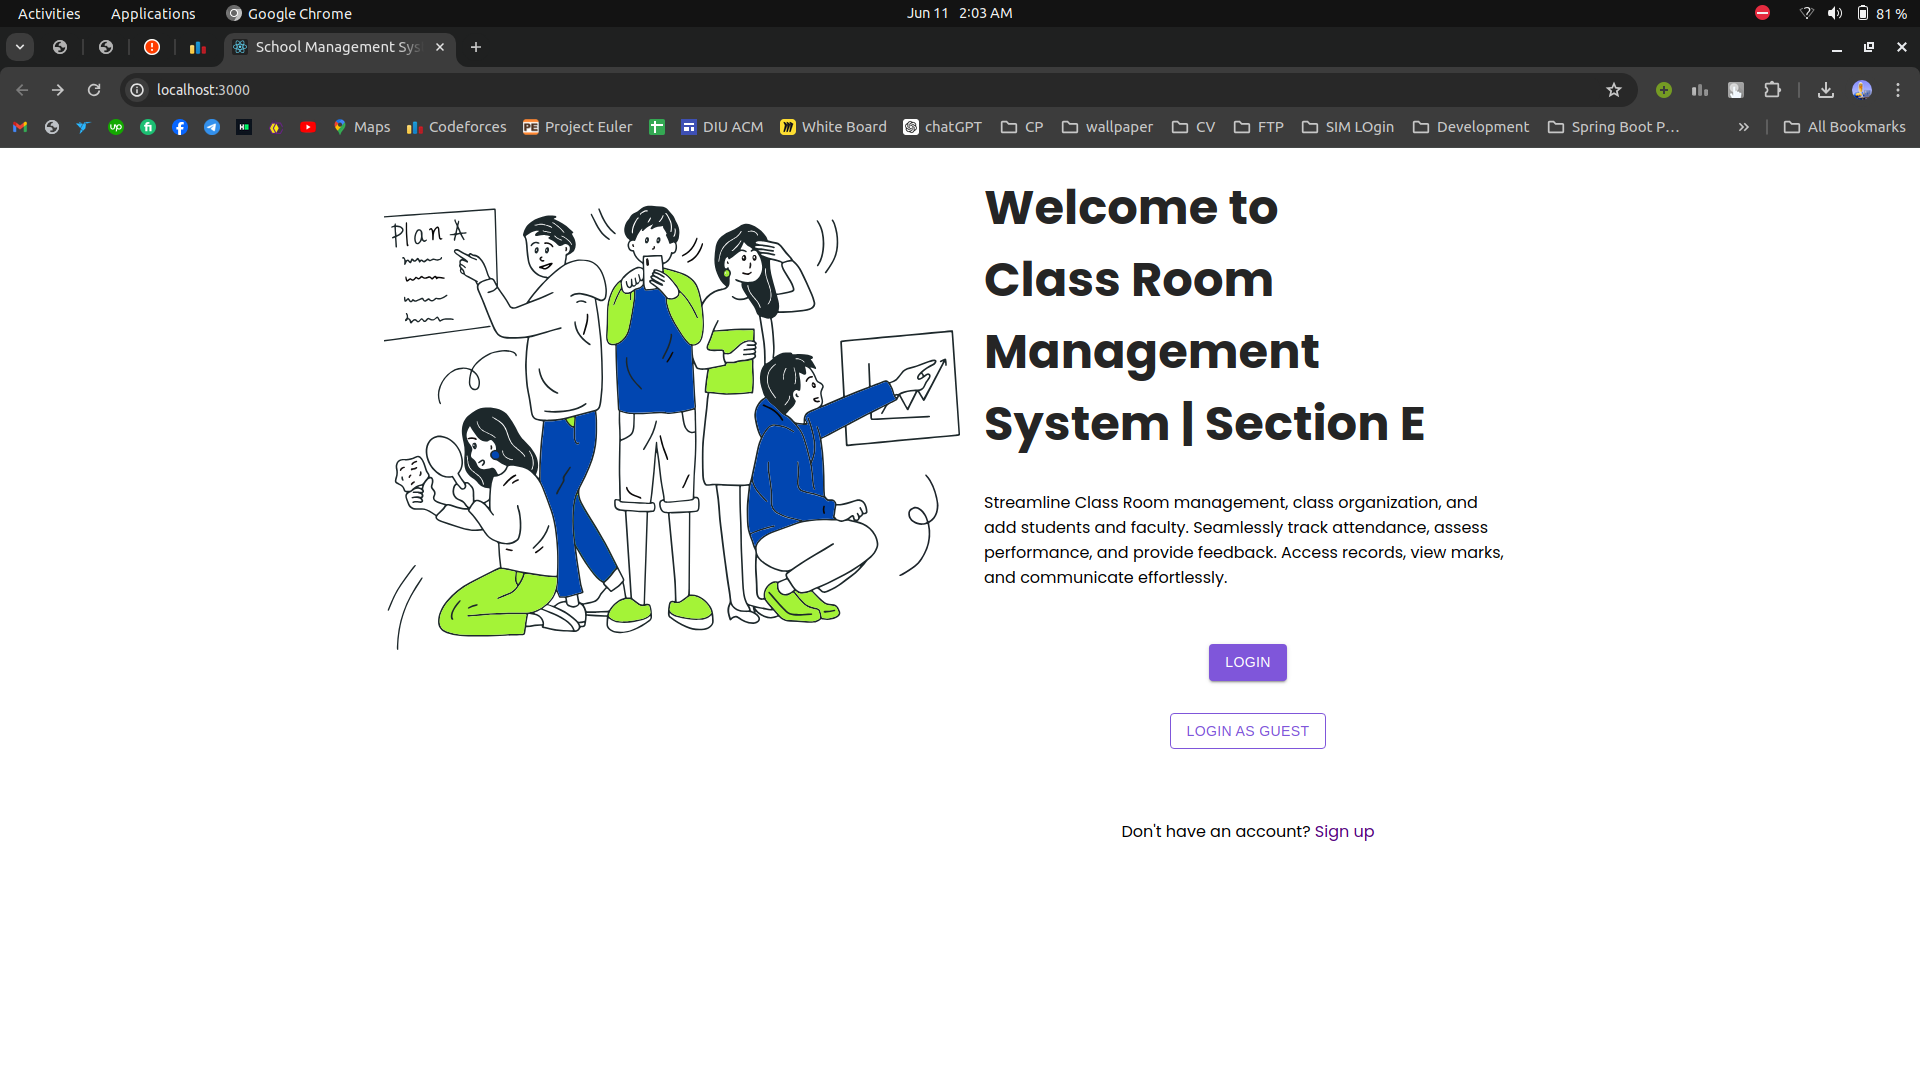 Activities Applications Google Chrome Jun 11 2:03 AM 81 %
School Management Sys
localhost:3000
Maps Codeforces PE Project Euler DIU ACM White Board chatGPT CP wallpaper CV FTP SIM LOgin Development Spring Boot P... » All Bookmarks
Plan A
Welcome to
Class Room
Management
System | Section E
Streamline Class Room management, class organization, and
add students and faculty. Seamlessly track attendance, assess
performance, and provide feedback. Access records, view marks,
and communicate effortlessly.
LOGIN
LOGIN AS GUEST
Don't have an account? Sign up